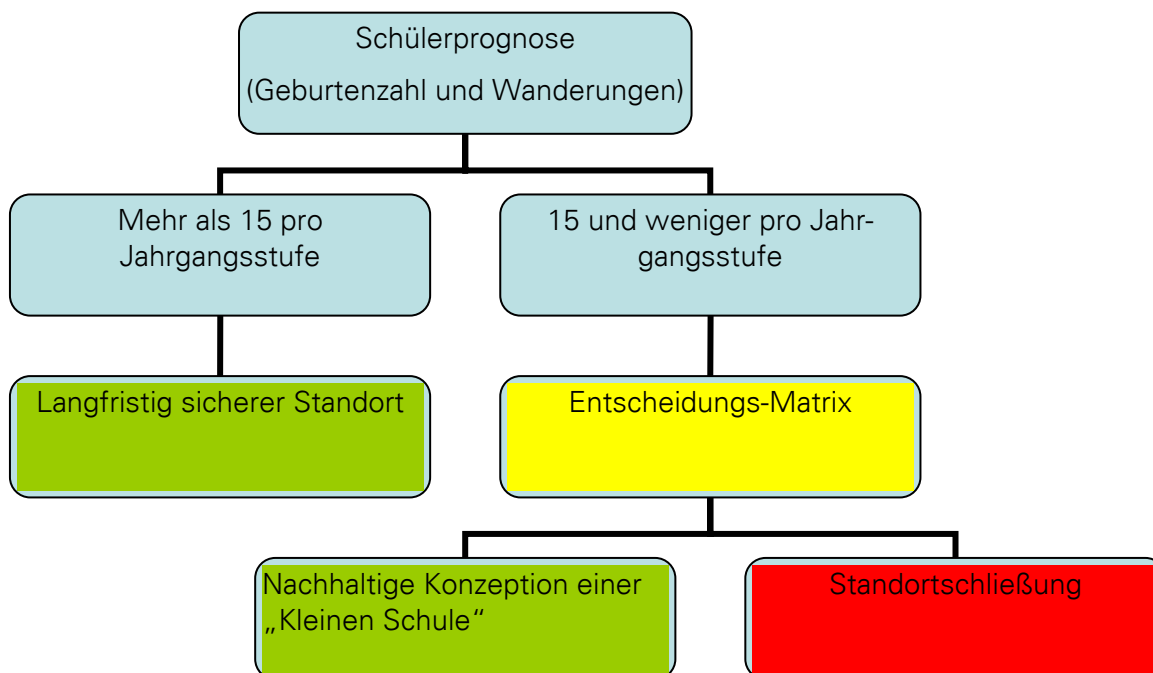 Schülerprognose
(Geburtenzahl und Wanderungen)
Mehr als 15 pro
Jahrgangsstufe
15 und weniger pro Jahr-
gangsstufe
Langfristig sicherer Standort
Entscheidungs-Matrix
Nachhaltige Konzeption einer
„Kleinen Schule“
Standortschließung